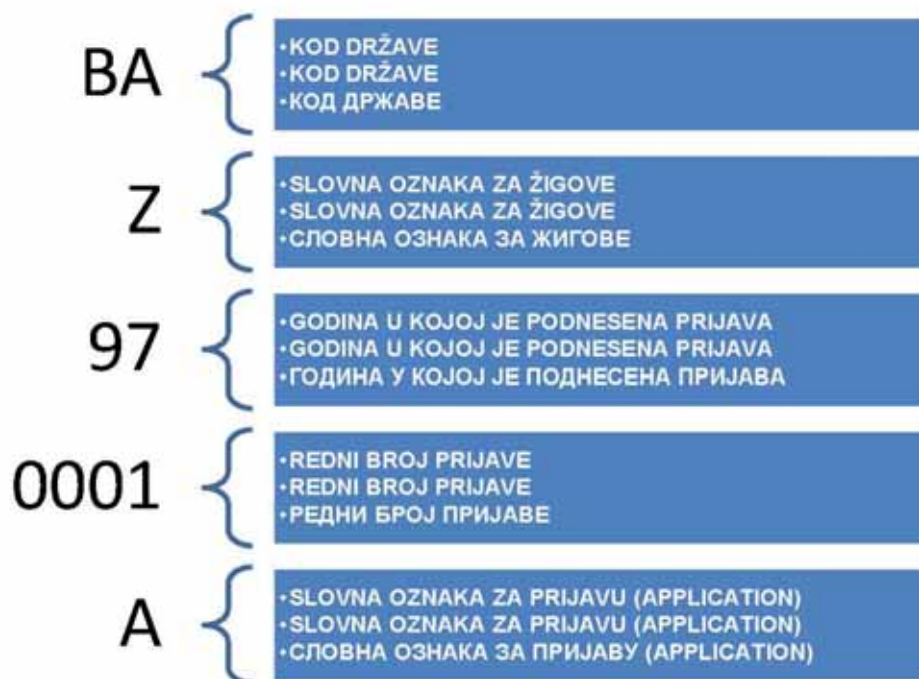 BA
•KOD DRŽAVE
•KOD DRŽAVE
•КОД ДРЖАВЕ
Z
•SLOVNA OZNAKA ZA ŽIGOVE
•SLOVNA OZNAKA ZA ŽIGOVE
•СЛОВНА ОЗНАКА ЗА ЖИГОВЕ
97
•GODINA U KOJOJ JE PODNESENA PRIJAVA
•GODINA U KOJOJ JE PODNESENA PRIJAVA
•ГОДИНА У КОЈОЈ ЈЕ ПОДНЕСЕНА ПРИЈАВА
0001
•REDNI BROJ PRIJAVE
•REDNI BROJ PRIJAVE
•РЕДНИ БРОЈ ПРИЈАВЕ
A
•SLOVNA OZNAKA ZA PRIJAVU (APPLICATION)
•SLOVNA OZNAKA ZA PRIJAVU (APPLICATION)
•СЛОВНА ОЗНАКА ЗА ПРИЈАВУ (APPLICATION)